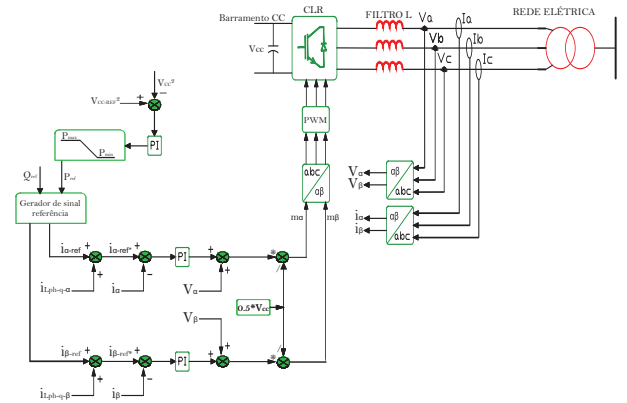 CLR
Barramento CC
FILTRO L
Va
Ia
REDE ELÉTRICA
Vb
Ib
Vcc
Vc
Ic
Vcc²
Vcc-REF²
+
−
PWM
PI
Pmax
Pmin
abc
αβ
Vα
Vβ
αβ
abc
Qref
Pref
iα
iβ
αβ
abc
Gerador de sinal
referência
mα
mβ
iα-ref
+
iα-ref*
+
PI
+
*
+
−
+
/
iLph-q-α
iα
Vα
0.5*Vcc
Vβ
iβ-ref
+
iβ-ref*
+
PI
+
+
/
*
+
−
iLph-q-β
iβ